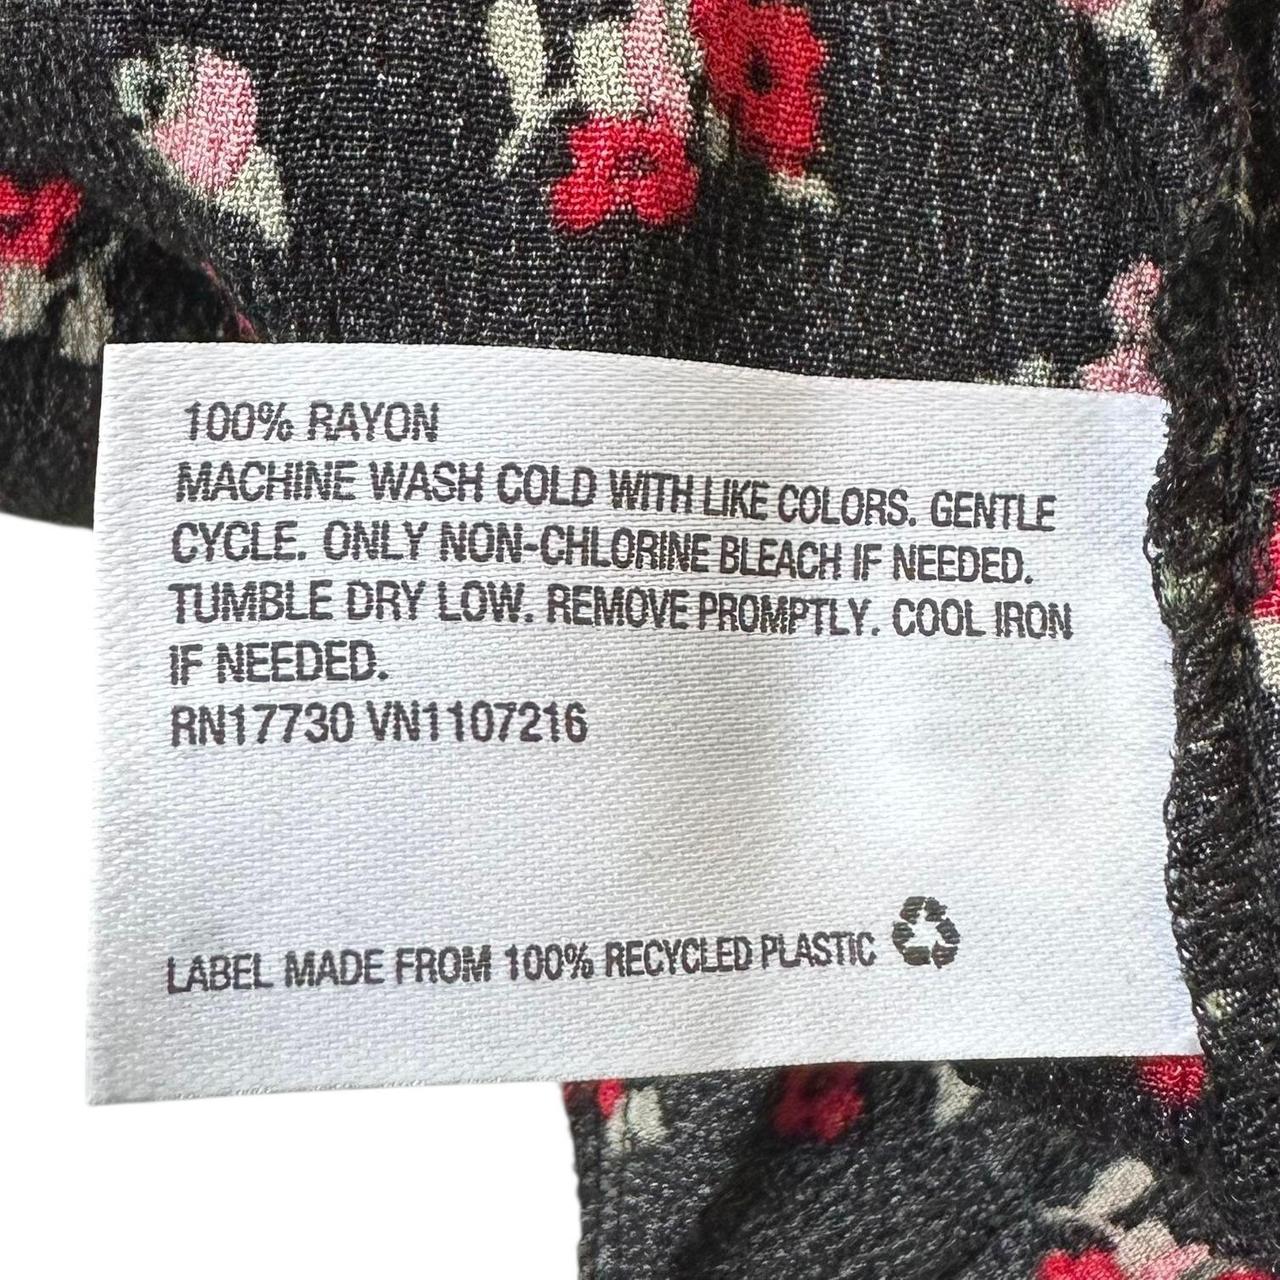 100% RAYON
MACHINE WASH COLD WITH LIKE COLORS. GENTLE
CYCLE. ONLY NON-CHLORINE BLEACH IF NEEDED.
TUMBLE DRY LOW. REMOVE PROMPTLY. COOL IRON
IF NEEDED.
RN17730 VN1107216
LABEL MADE FROM 100% RECYCLED PLASTIC